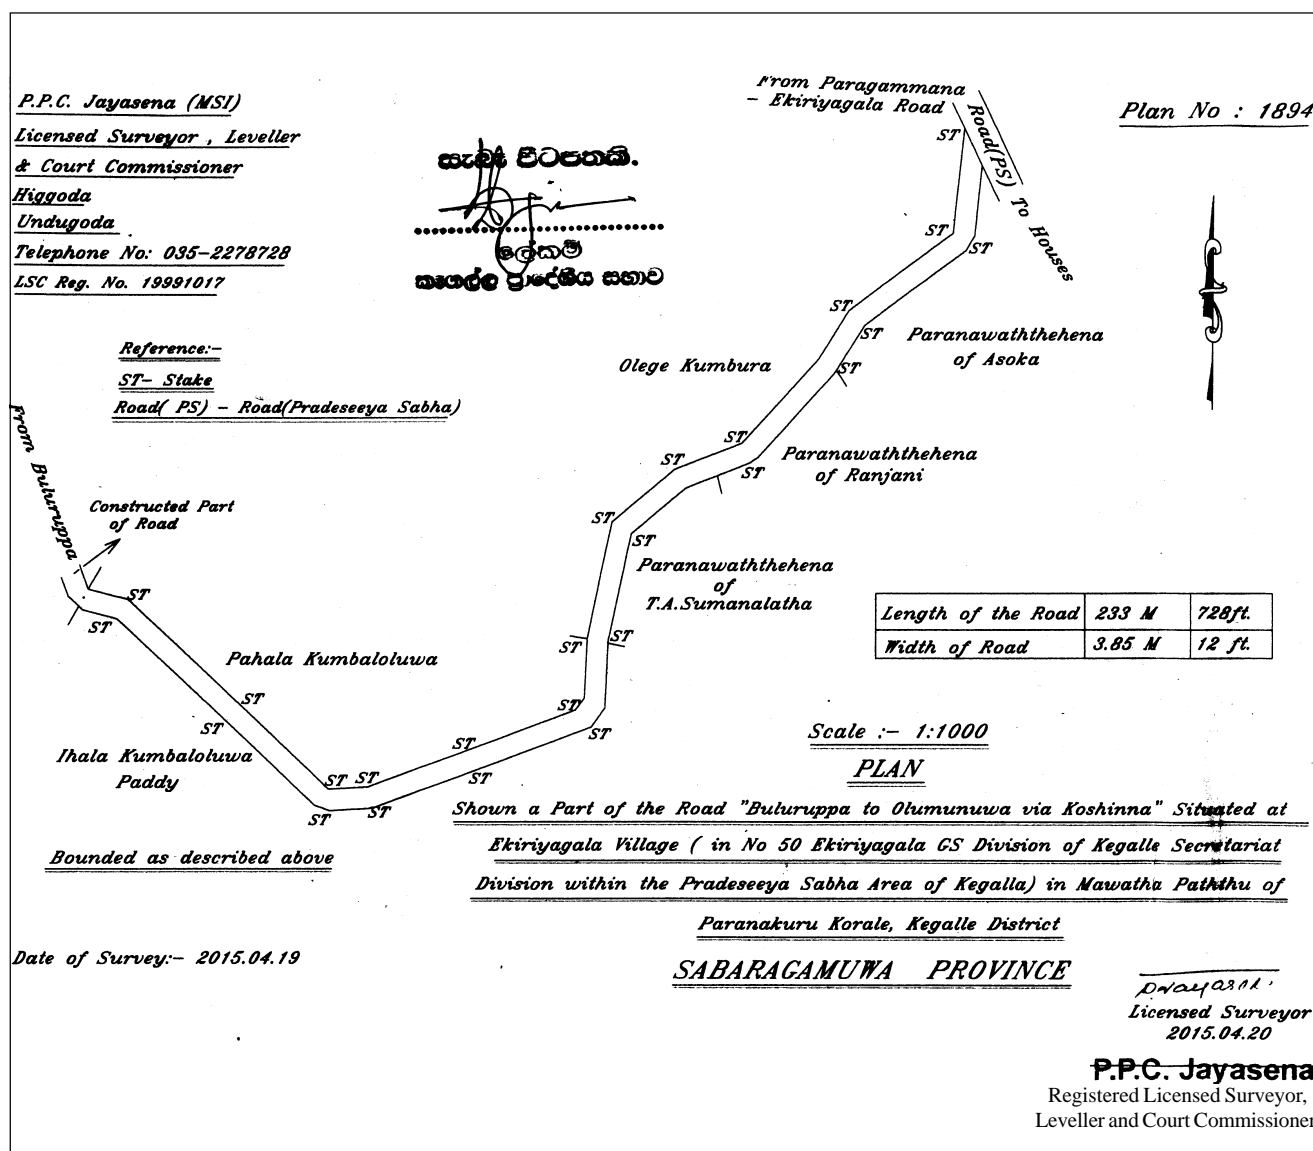 P.P.C. Jayasena (MSI)
Licensed Surveyor , Leveller
& Court Commissioner
Higgoda
Undugoda
Telephone No: 035-2278728
LSC Reg. No. 19991017
සැබෑ පිටපතකි.
ලේකම්
කෑගල්ල ප්‍රාදේශීය සභාව
From Paragammana
- Ekiriyagala Road
Road(PS) To Houses
Plan No : 1894
Reference:-
ST- Stake
Road( PS) - Road(Pradeseeya Sabha)
ST
ST
ST
ST
ST
Paranawaththehena
of Asoka
Olege Kumbura
ST
From Buluruppa
ST
ST
ST
Paranawaththehena
of Ranjani
Constructed Part
of Road
ST
ST
Paranawaththehena
of
T.A.Sumanalatha
ST
ST
Length of the Road 233 M 728ft.
Width of Road 3.85 M 12 ft.
ST
ST
Pahala Kumbaloluwa
ST
ST
ST
ST
ST
Ihala Kumbaloluwa
Paddy
ST
ST
ST
ST
ST
ST
Scale :- 1:1000
PLAN
Shown a Part of the Road "Buluruppa to Olumunuwa via Koshinna" Situated at
Ekiriyagala Village ( in No 50 Ekiriyagala GS Division of Kegalle Secretariat
Division within the Pradeseeya Sabha Area of Kegalla) in Mawatha Paththu of
Paranakuru Korale, Kegalle District
SABARAGAMUWA PROVINCE
Bounded as described above
Date of Survey:- 2015.04.19
Licensed Surveyor
2015.04.20
P.P.C. Jayasena
Registered Licensed Surveyor,
Leveller and Court Commissioner